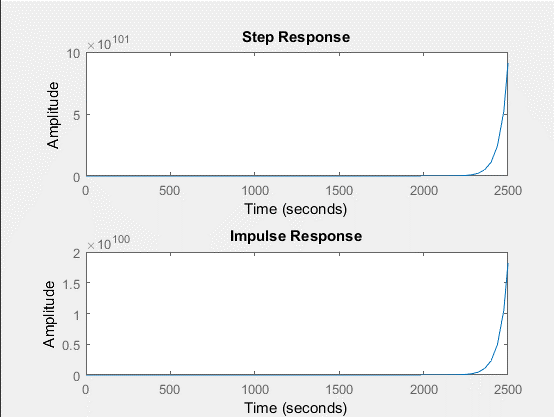 Step Response
×10^101
10
5
0
Amplitude
0 500 1000 1500 2000 2500
Time (seconds)
Impulse Response
×10^100
2
1.5
1
0.5
0
Amplitude
0 500 1000 1500 2000 2500
Time (seconds)